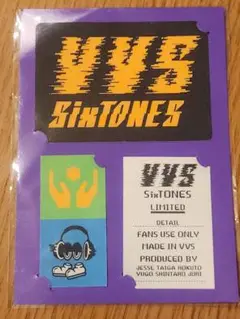 VVS
SixTONES
VVS
SixTONES
LIMITED
DETAIL
FANS USE ONLY
MADE IN VVS
PRODUCED BY
JESSE TAIGA HOKUTO
YUGO SHINTARO JURI